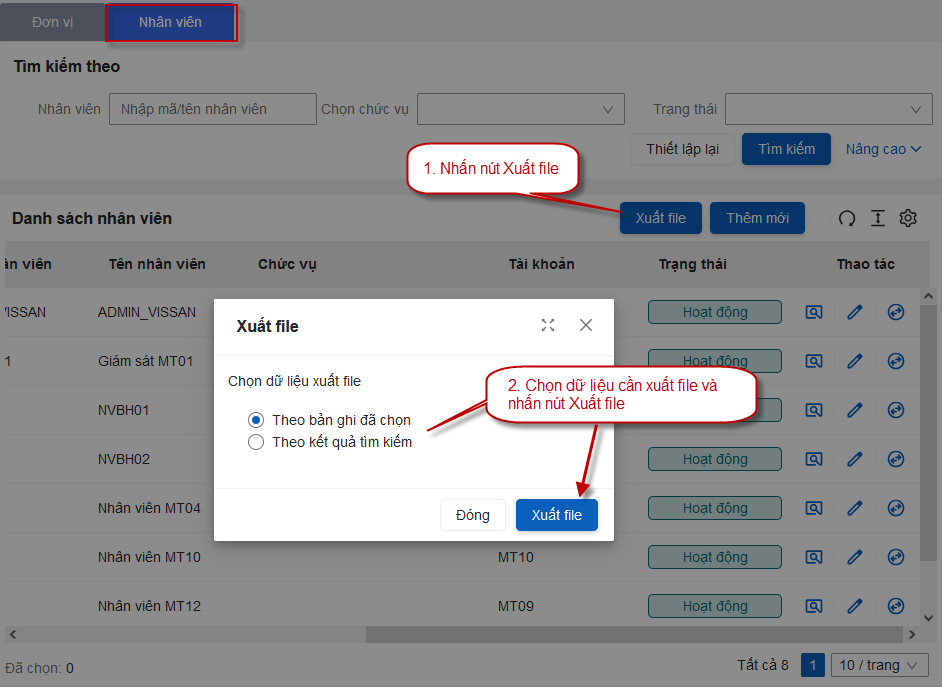 Đơn vị
Nhân viên
Tìm kiếm theo
Nhân viên
Nhập mã/tên nhân viên
Chọn chức vụ
Trạng thái
Thiết lập lại
Tìm kiếm
Nâng cao
1. Nhấn nút Xuất file
Danh sách nhân viên
Xuất file
Thêm mới
ân viên
Tên nhân viên
Chức vụ
Tài khoản
Trạng thái
Thao tác
VISSAN
ADMIN_VISSAN
Hoạt động
1
Giám sát MT01
Hoạt động
NVBH01
NVBH02
Hoạt động
Nhân viên MT04
Hoạt động
Nhân viên MT10
MT10
Hoạt động
Nhân viên MT12
MT09
Hoạt động
Xuất file
Chọn dữ liệu xuất file
Theo bản ghi đã chọn
Theo kết quả tìm kiếm
2. Chọn dữ liệu cần xuất file và
nhấn nút Xuất file
Đóng
Xuất file
Đã chọn: 0
Tất cả 8
1
10 / trang